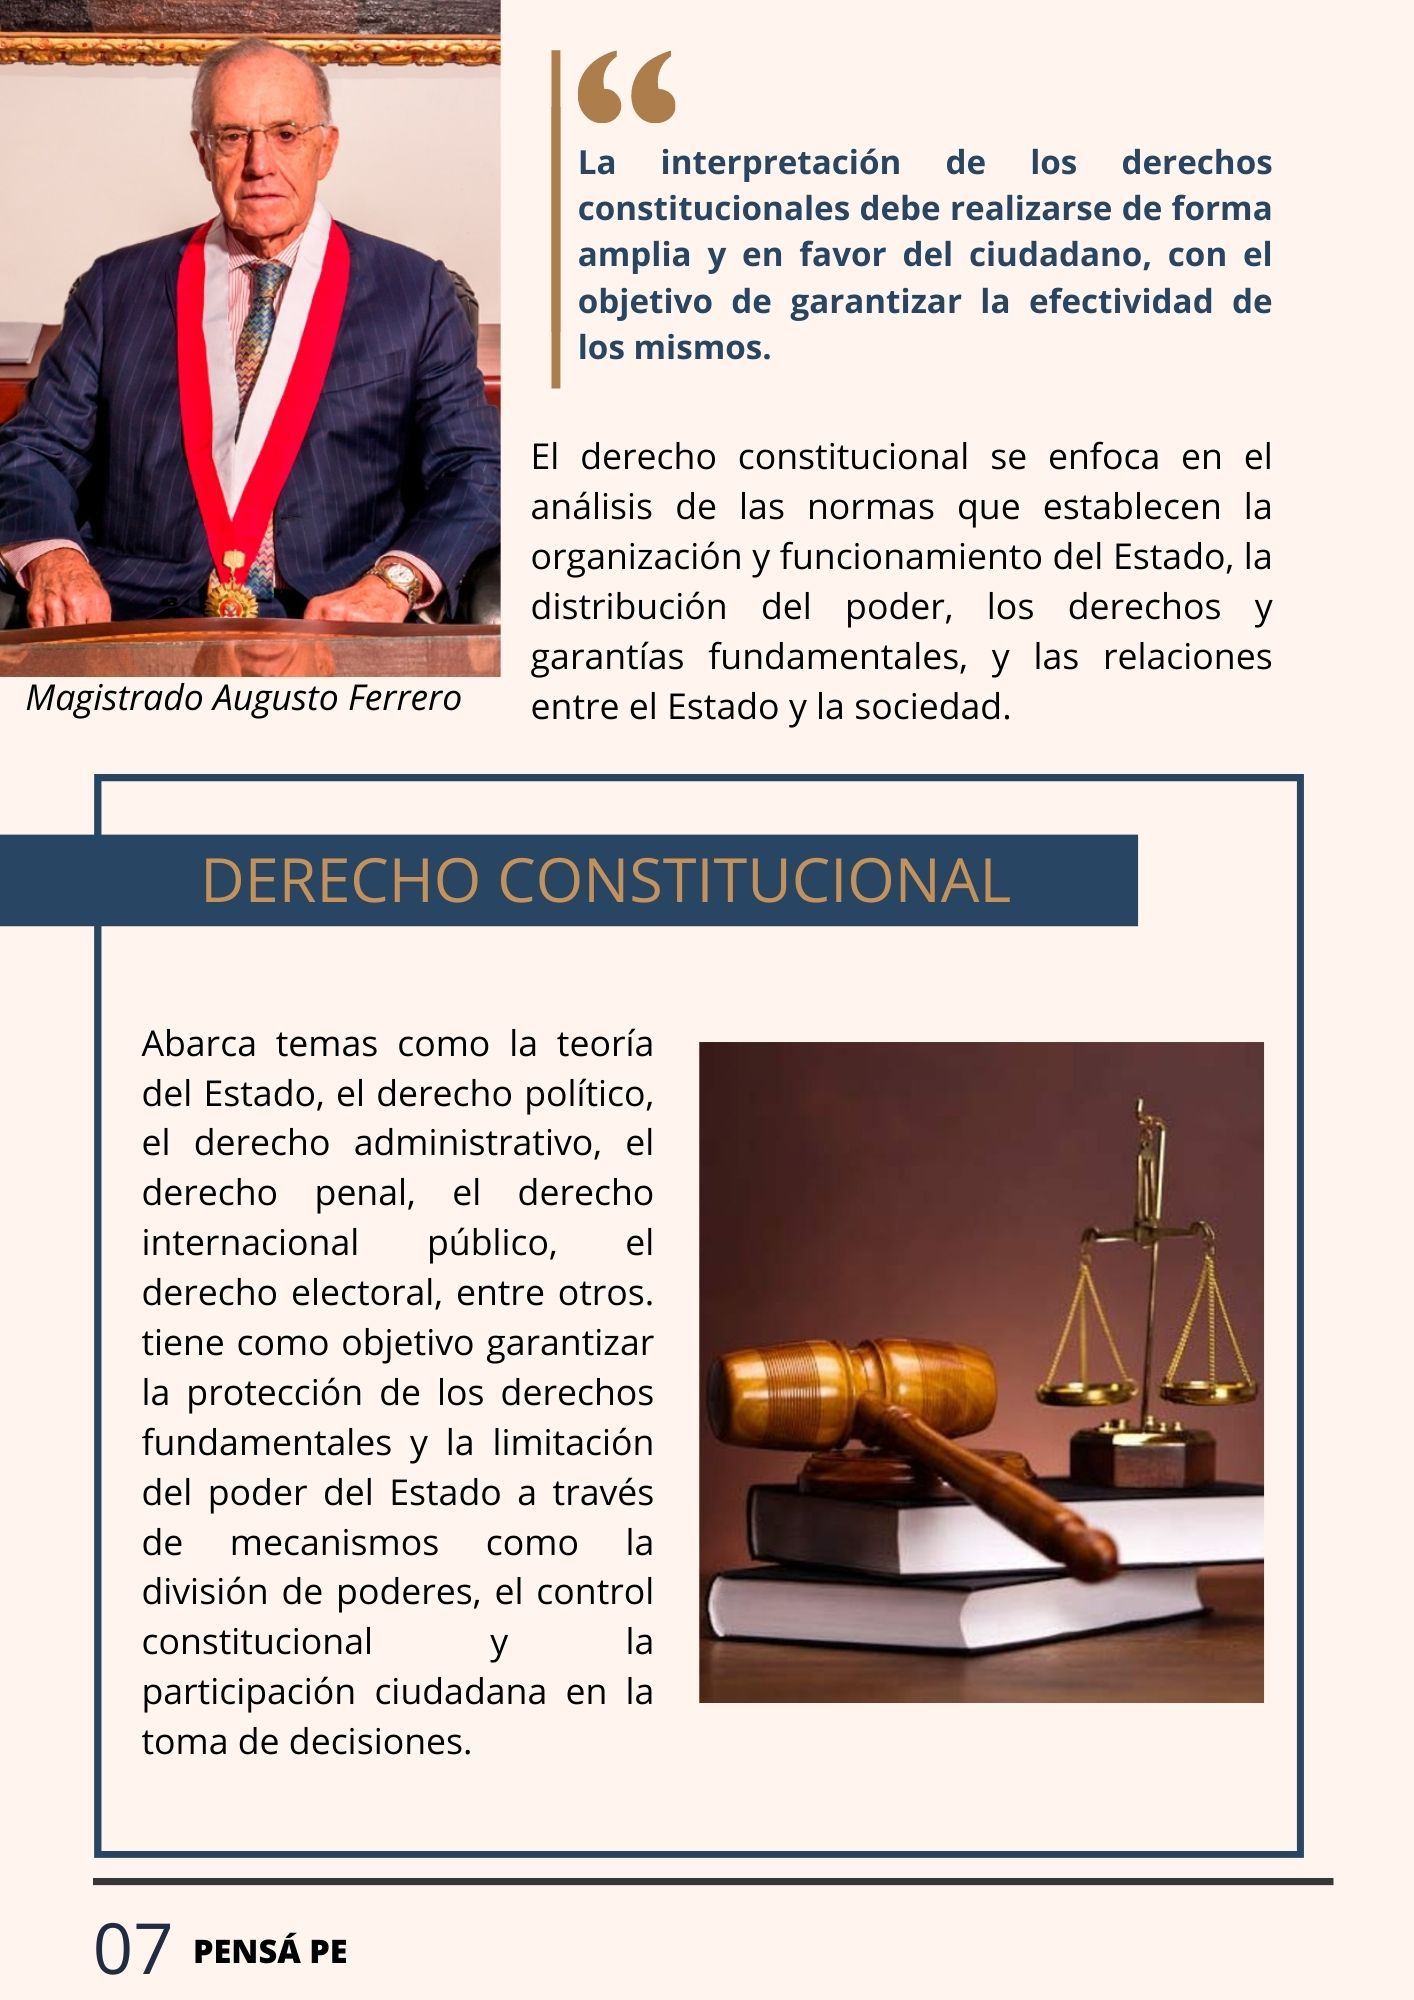 La interpretación de los derechos
constitucionales debe realizarse de forma
amplia y en favor del ciudadano, con el
objetivo de garantizar la efectividad de
los mismos.
El derecho constitucional se enfoca en el
análisis de las normas que establecen la
organización y funcionamiento del Estado, la
distribución del poder, los derechos y
garantías fundamentales, y las relaciones
entre el Estado y la sociedad.
Magistrado Augusto Ferrero
DERECHO CONSTITUCIONAL
Abarca temas como la teoría
del Estado, el derecho político,
el derecho administrativo, el
derecho penal, el derecho
internacional público, el
derecho electoral, entre otros.
tiene como objetivo garantizar
la protección de los derechos
fundamentales y la limitación
del poder del Estado a través
de mecanismos como la
división de poderes, el control
constitucional y la
participación ciudadana en la
toma de decisiones.
07 PENSÁ PE